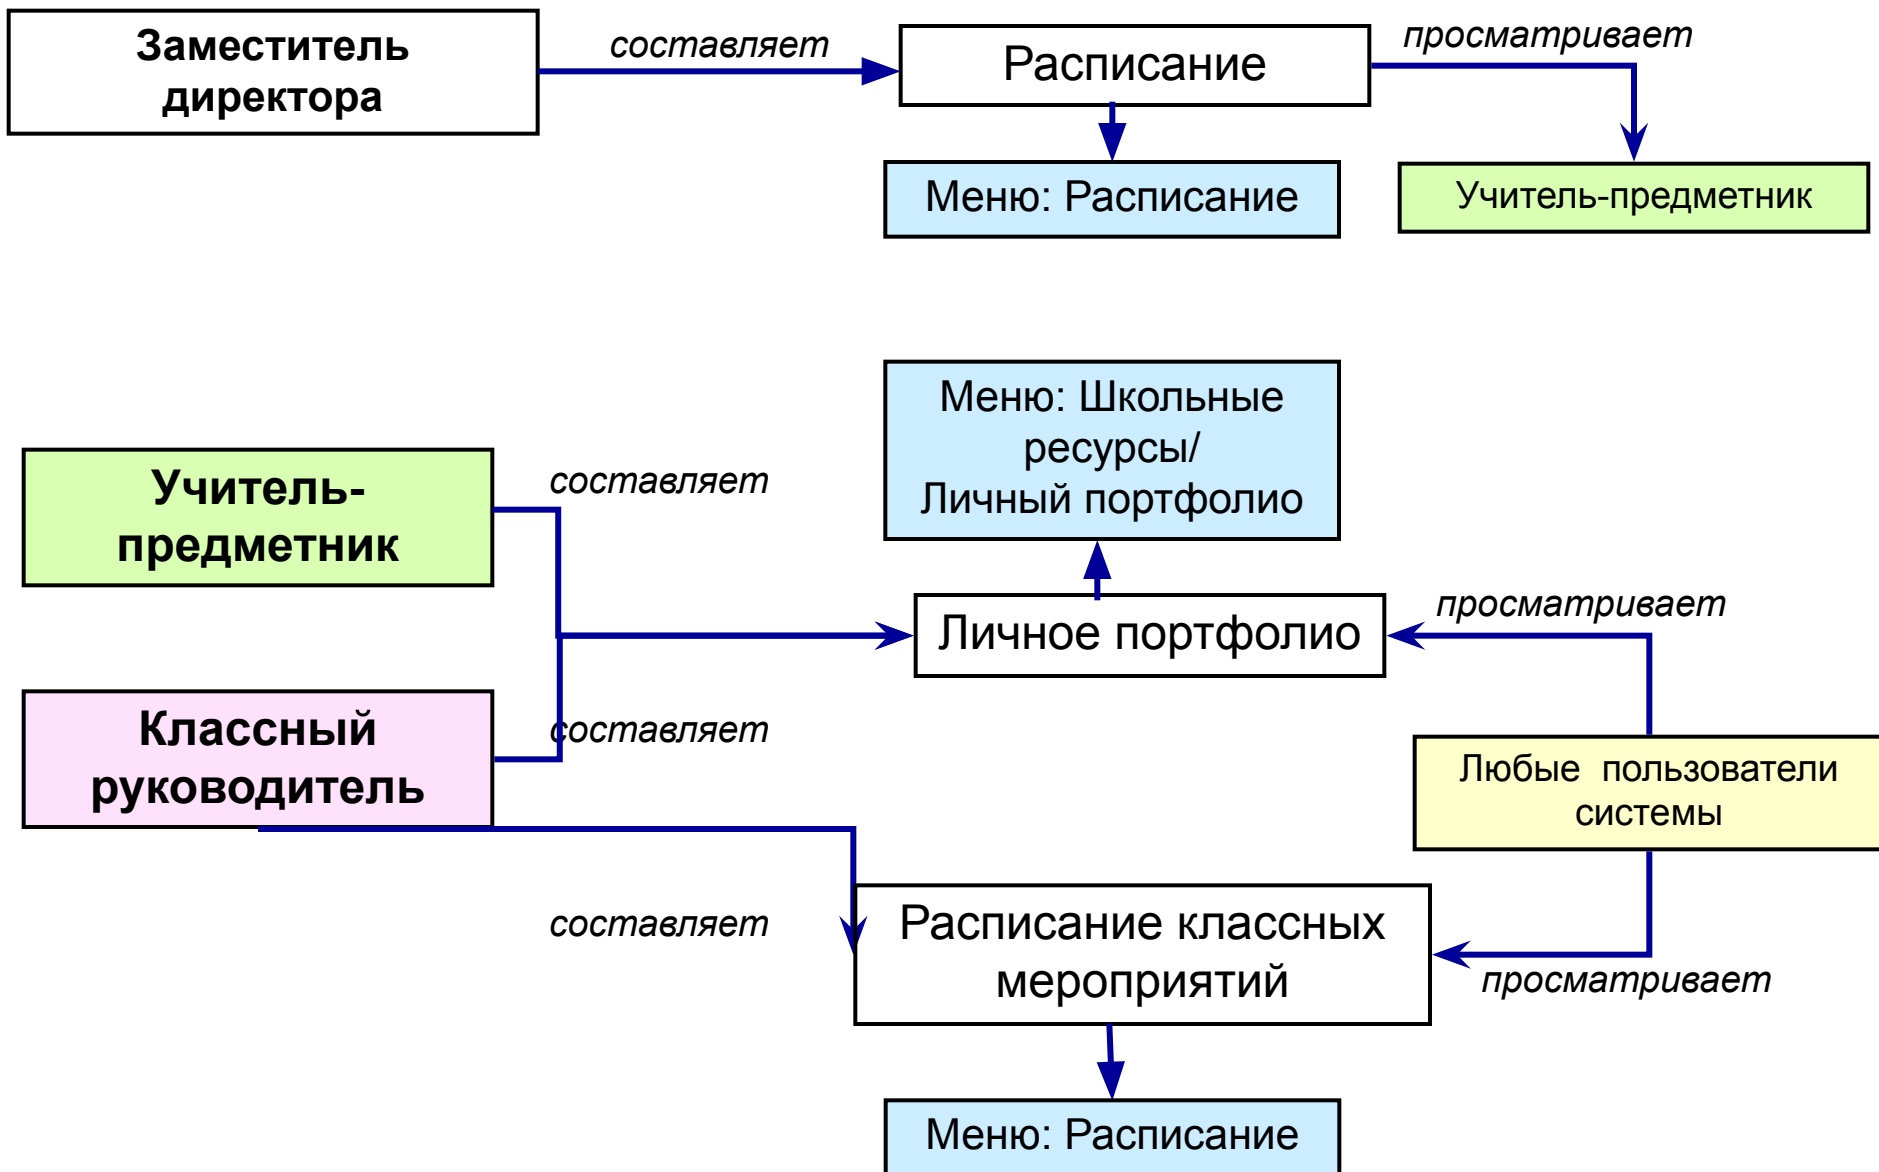 Заместитель
директора
составляет
Расписание
просматривает
Меню: Расписание
Учитель-предметник
Меню: Школьные
ресурсы/
Личный портфолио
Учитель-
предметник
составляет
Личное портфолио
просматривает
Классный
руководитель
составляет
Любые пользователи
системы
составляет
Расписание классных
мероприятий
просматривает
Меню: Расписание